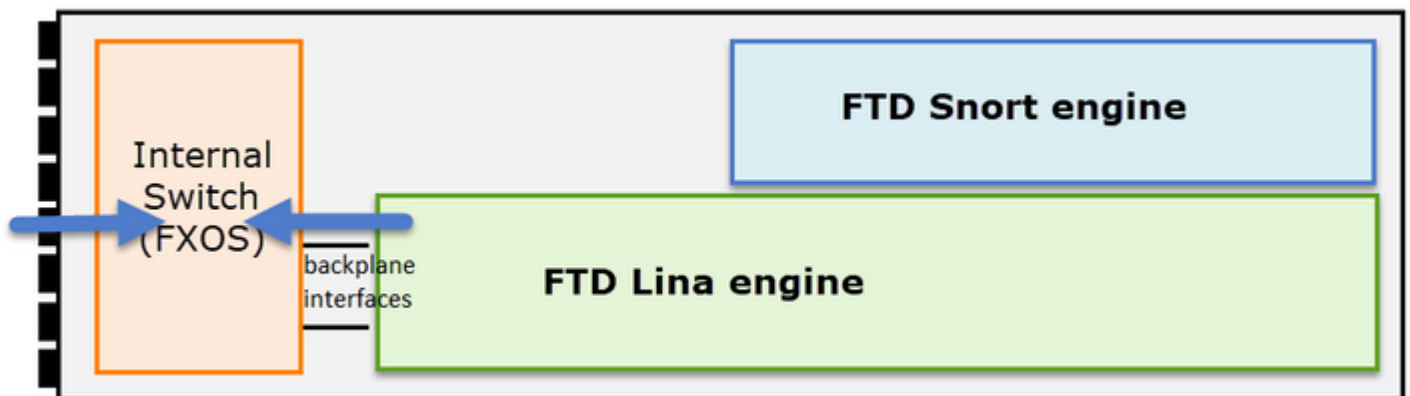 Internal
Switch
(FXOS)
backplane
interfaces
FTD Snort engine
FTD Lina engine